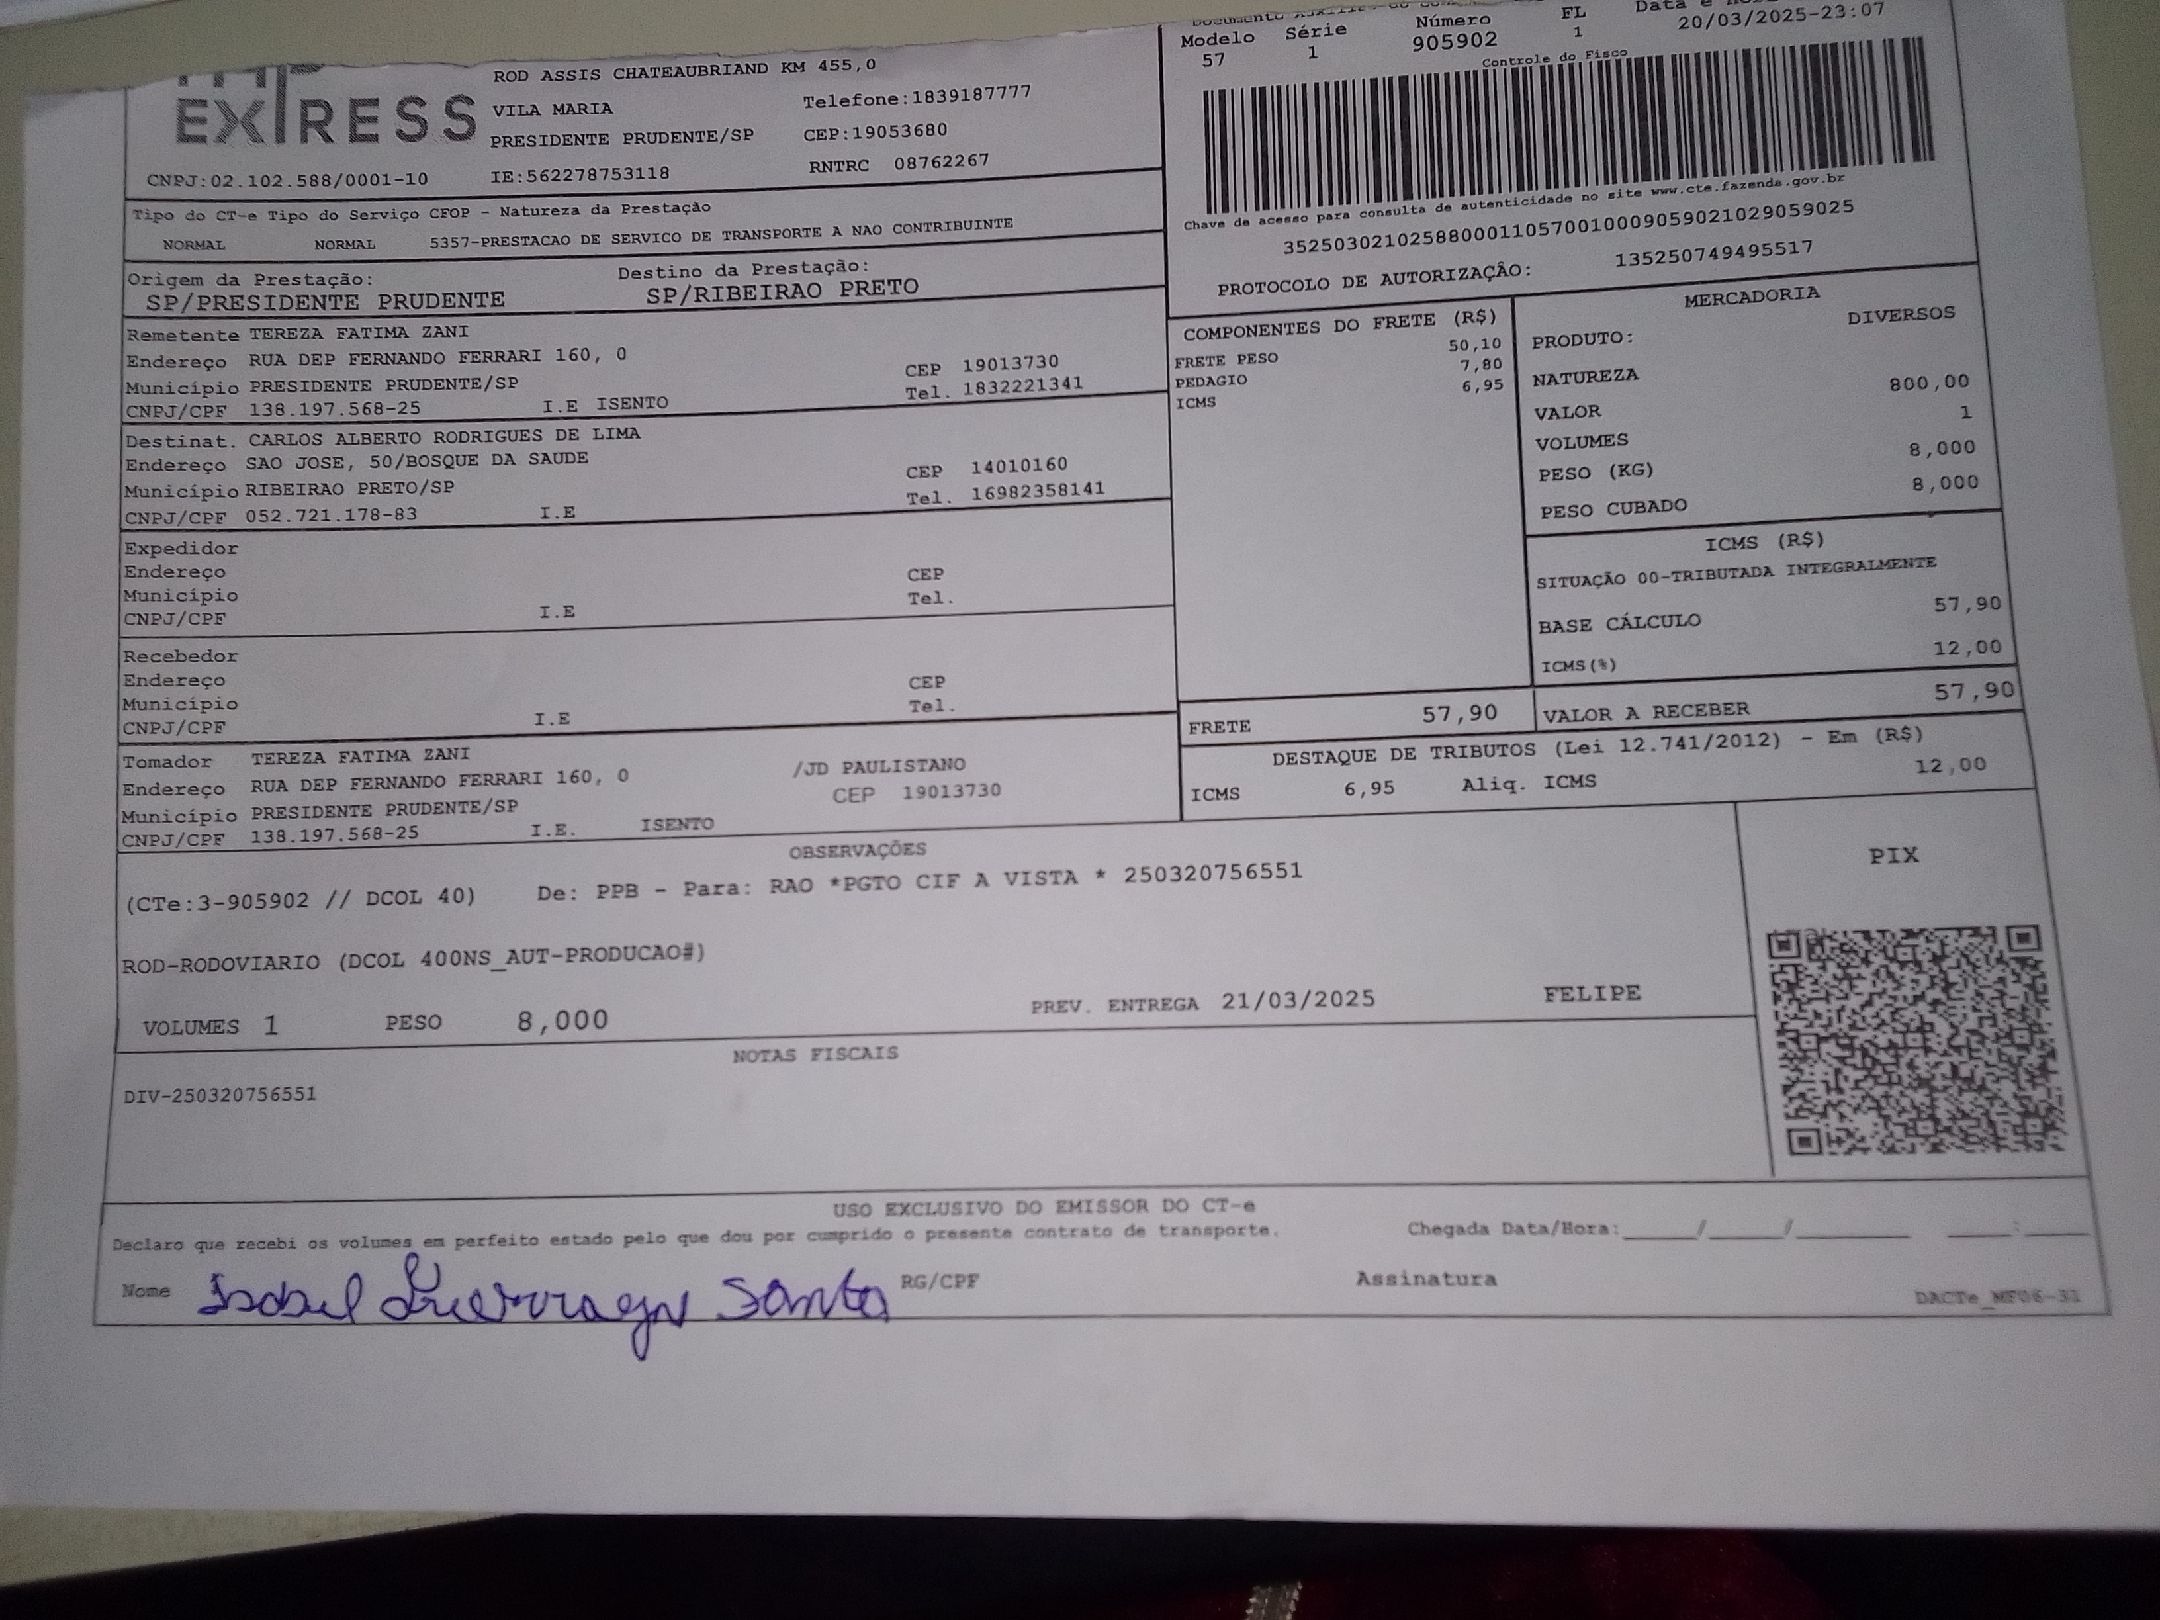 EXPRESS
ROD ASSIS CHATEAUBRIAND KM 455,0
VILA MARIA
Telefone:1839187777
PRESIDENTE PRUDENTE/SP
CEP:19053680
CNPJ:02.102.588/0001-10
IE:562278753118
RNTRC 08762267
Tipo do CT-e Tipo do Serviço CFOP - Natureza da Prestação
NORMAL NORMAL 5357-PRESTACAO DE SERVICO DE TRANSPORTE A NAO CONTRIBUINTE
Origem da Prestação: Destino da Prestação:
SP/PRESIDENTE PRUDENTE SP/RIBEIRAO PRETO
Modelo Série Número FL Data e
57 1 905902 1 20/03/2025-23:07
Controle do Fisco
Chave de acesso para consulta de autenticidade no site www.cte.fazenda.gov.br
35250302102588000110570010009059021029059025
PROTOCOLO DE AUTORIZAÇÃO: 135250749495517
Remetente TEREZA FATIMA ZANI
Endereço RUA DEP FERNANDO FERRARI 160, 0 CEP 19013730
Município PRESIDENTE PRUDENTE/SP Tel. 1832221341
CNPJ/CPF 138.197.568-25 I.E ISENTO
Destinat. CARLOS ALBERTO RODRIGUES DE LIMA
Endereço SAO JOSE, 50/BOSQUE DA SAUDE CEP 14010160
Município RIBEIRAO PRETO/SP Tel. 16982358141
CNPJ/CPF 052.721.178-83 I.E
Expedidor
Endereço CEP
Município Tel.
CNPJ/CPF I.E
Recebedor
Endereço CEP
Município Tel.
CNPJ/CPF I.E
Tomador TEREZA FATIMA ZANI
Endereço RUA DEP FERNANDO FERRARI 160, 0 /JD PAULISTANO
Município PRESIDENTE PRUDENTE/SP CEP 19013730
CNPJ/CPF 138.197.568-25 I.E. ISENTO
COMPONENTES DO FRETE (R$)
FRETE PESO 50,10
PEDAGIO 7,80
ICMS 6,95
MERCADORIA
PRODUTO: DIVERSOS
NATUREZA
VALOR 800,00
VOLUMES 1
PESO (KG) 8,000
PESO CUBADO 8,000
ICMS (R$)
SITUAÇÃO 00-TRIBUTADA INTEGRALMENTE
BASE CÁLCULO 57,90
ICMS(%) 12,00
FRETE 57,90 VALOR A RECEBER 57,90
DESTAQUE DE TRIBUTOS (Lei 12.741/2012) - Em (R$)
ICMS 6,95 Aliq. ICMS 12,00
OBSERVAÇÕES
(CTe:3-905902 // DCOL 40) De: PPB - Para: RAO *PGTO CIF A VISTA * 250320756551
ROD-RODOVIARIO (DCOL 400NS_AUT-PRODUCAO#)
VOLUMES 1 PESO 8,000 PREV. ENTREGA 21/03/2025 FELIPE
PIX
NOTAS FISCAIS
DIV-250320756551
USO EXCLUSIVO DO EMISSOR DO CT-e
Declaro que recebi os volumes em perfeito estado pelo que dou por cumprido o presente contrato de transporte. Chegada Data/Hora:____/____/______ ____:____
Nome Isabel Santo RG/CPF Assinatura
DACTe_MF06-31